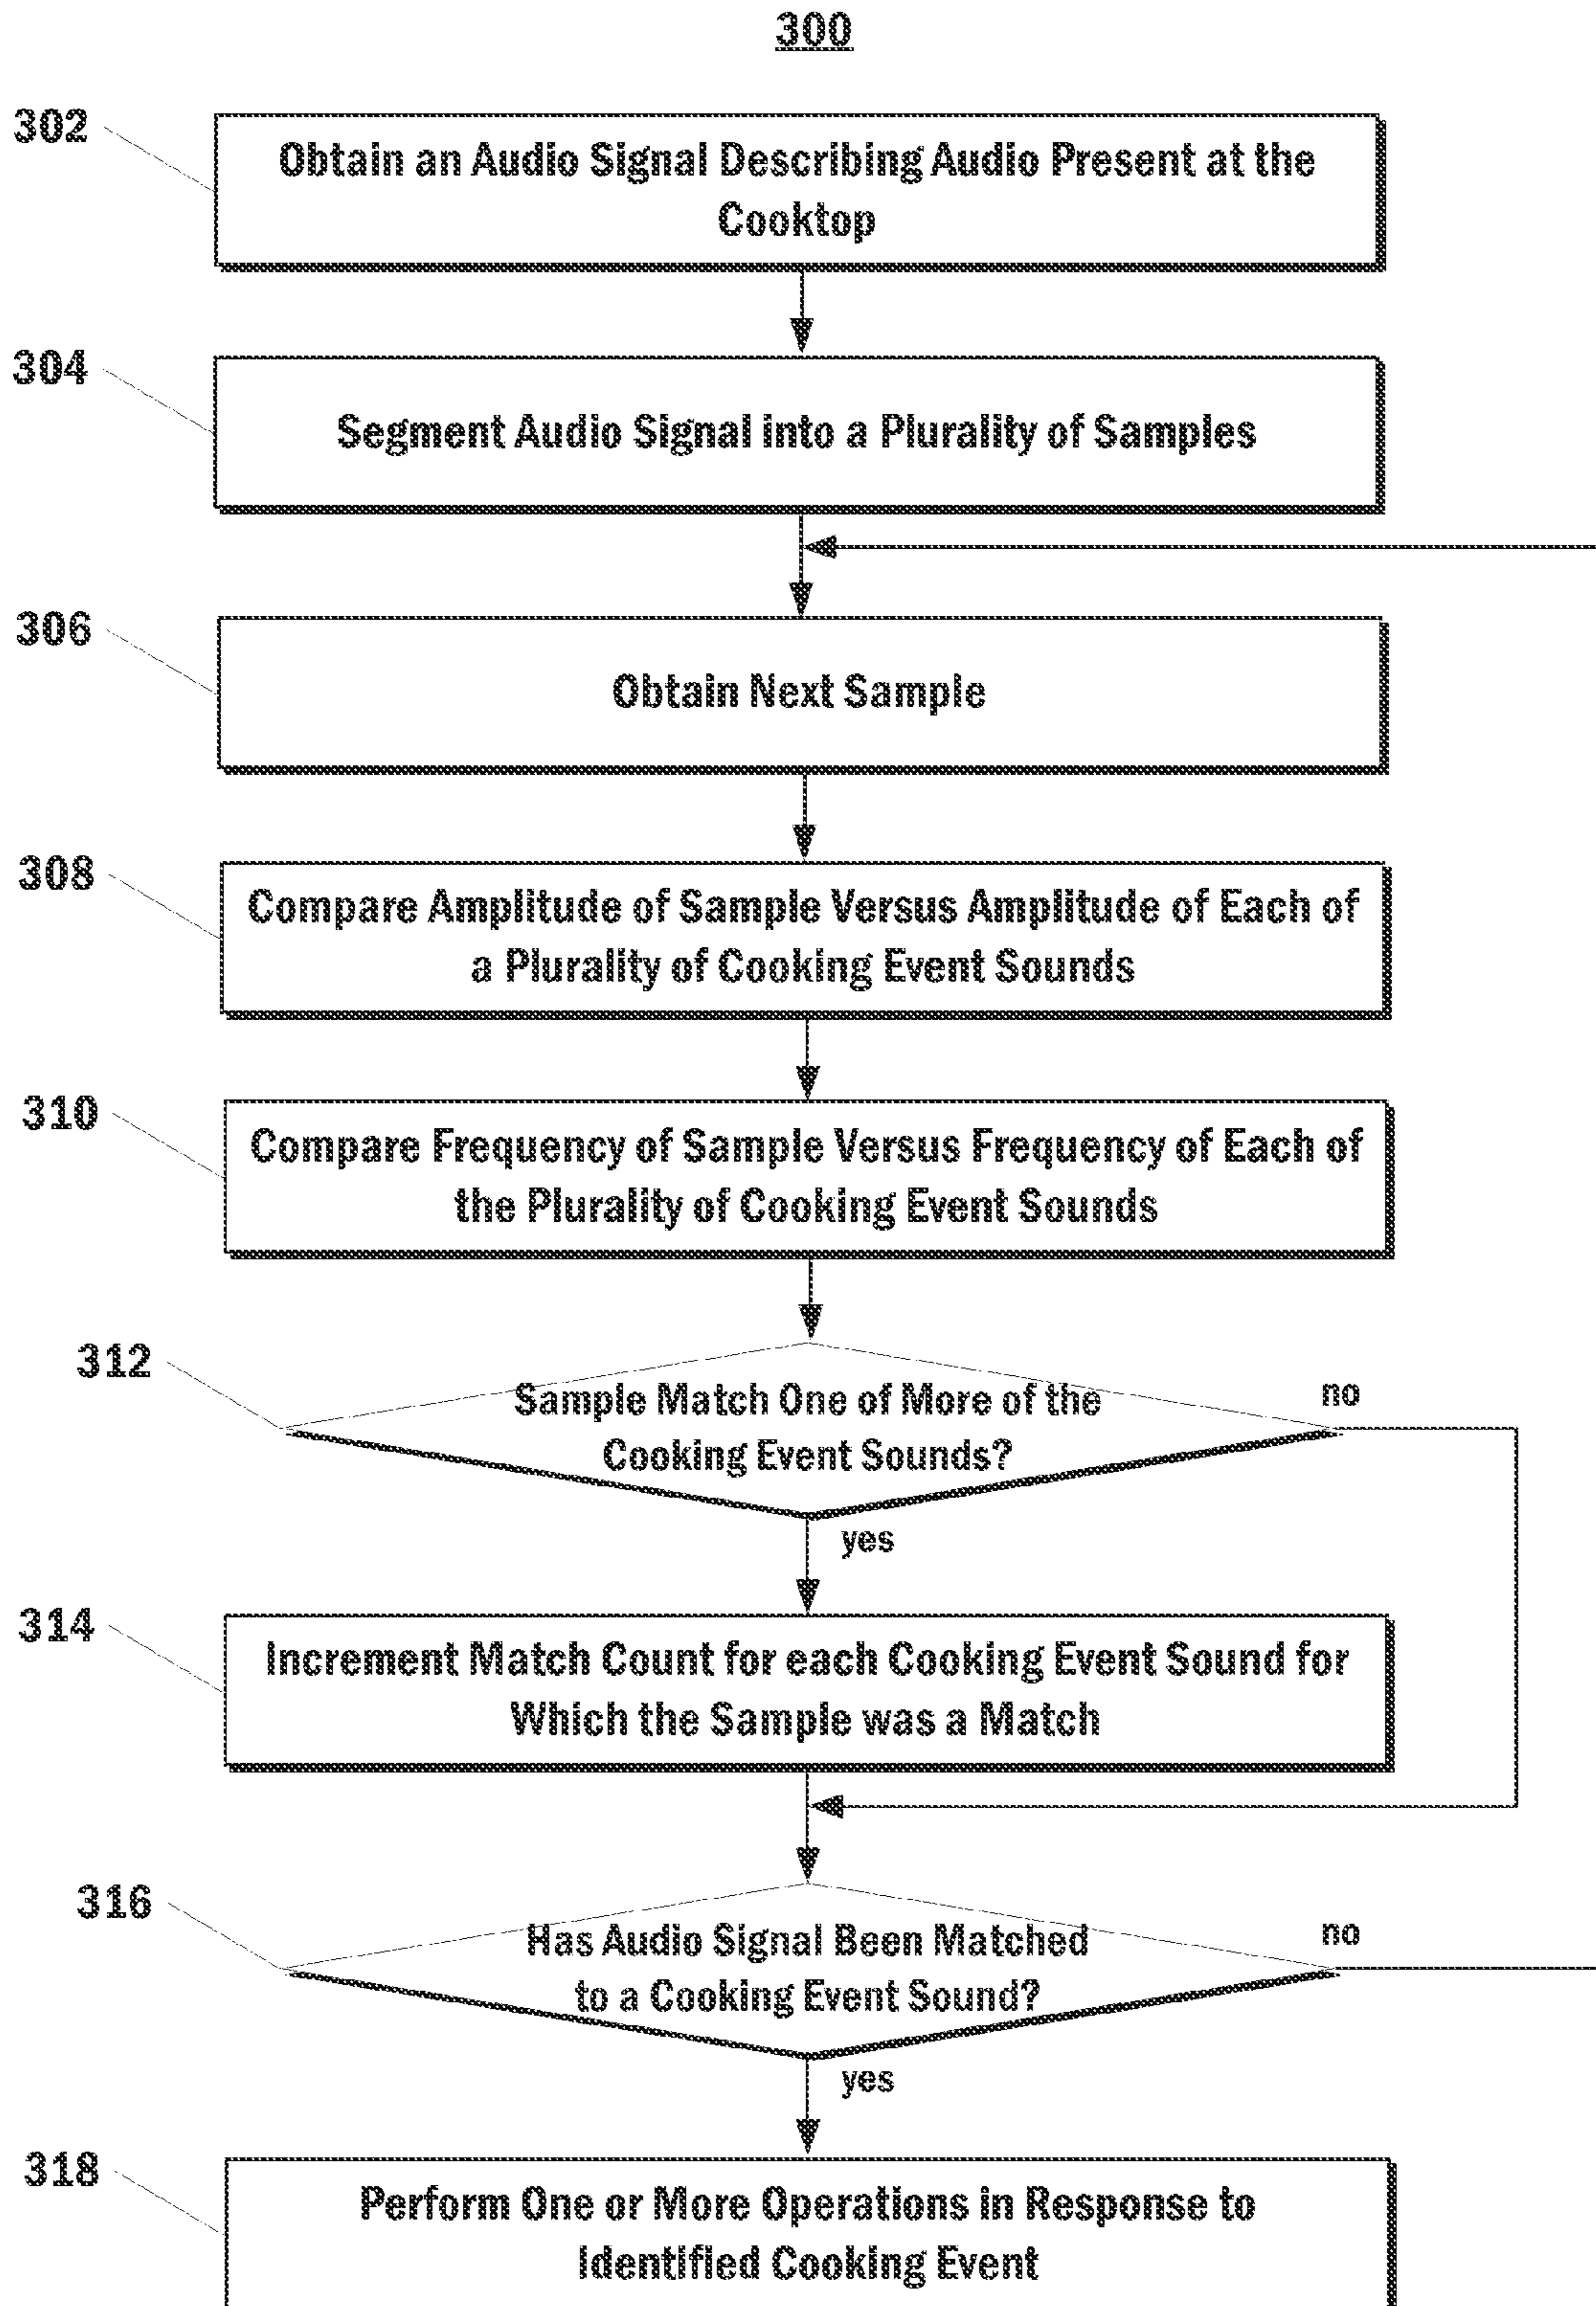 300
302
Obtain an Audio Signal Describing Audio Present at the
Cooktop
304
Segment Audio Signal into a Plurality of Samples
306
Obtain Next Sample
308
Compare Amplitude of Sample Versus Amplitude of Each of
a Plurality of Cooking Event Sounds
310
Compare Frequency of Sample Versus Frequency of Each of
the Plurality of Cooking Event Sounds
312
Sample Match One of More of the
Cooking Event Sounds?
no
yes
314
Increment Match Count for each Cooking Event Sound for
Which the Sample was a Match
316
Has Audio Signal Been Matched
to a Cooking Event Sound?
no
yes
318
Perform One or More Operations in Response to
Identified Cooking Event